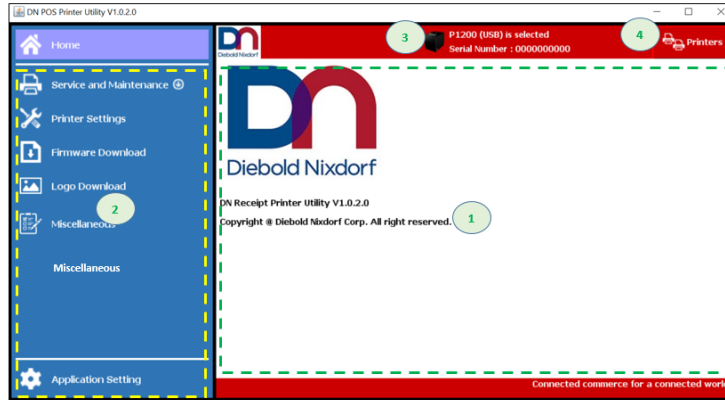 DN POS Printer Utility V1.0.2.0
Home
Service and Maintenance
Printer Settings
Firmware Download
Logo Download
2
Miscellaneous
Miscellaneous
Application Setting
DN
Diebold Nixdorf
3
P1200 (USB) is selected
Serial Number : 0000000000
4
Printers
DN
Diebold Nixdorf
DN Receipt Printer Utility V1.0.2.0
Copyright @ Diebold Nixdorf Corp. All right reserved.
1
Connected commerce for a connected worl